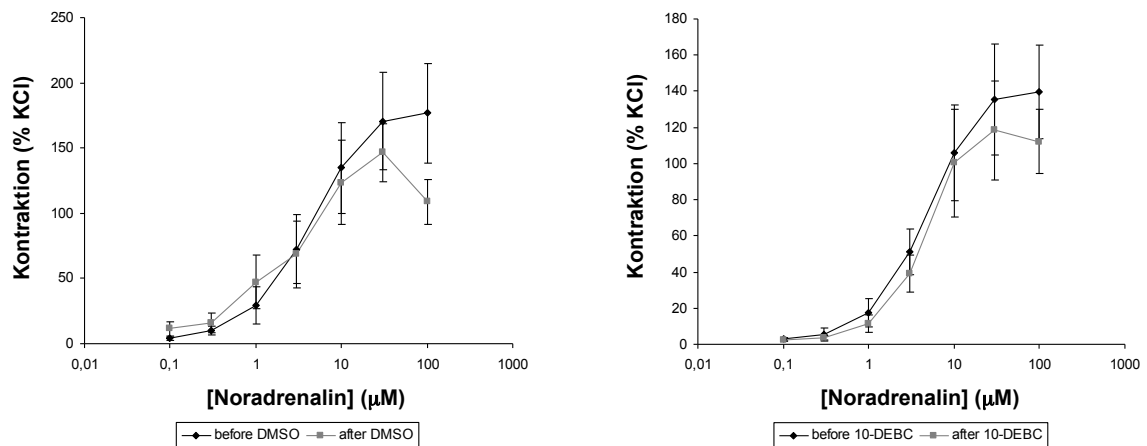 250
200
150
100
50
0
Kontraktion (% KCl)
0,01 0,1 1 10 100 1000
[Noradrenalin] (μM)
before DMSO after DMSO
180
160
140
120
100
80
60
40
20
0
Kontraktion (% KCl)
0,01 0,1 1 10 100 1000
[Noradrenalin] (μM)
before 10-DEBC after 10-DEBC